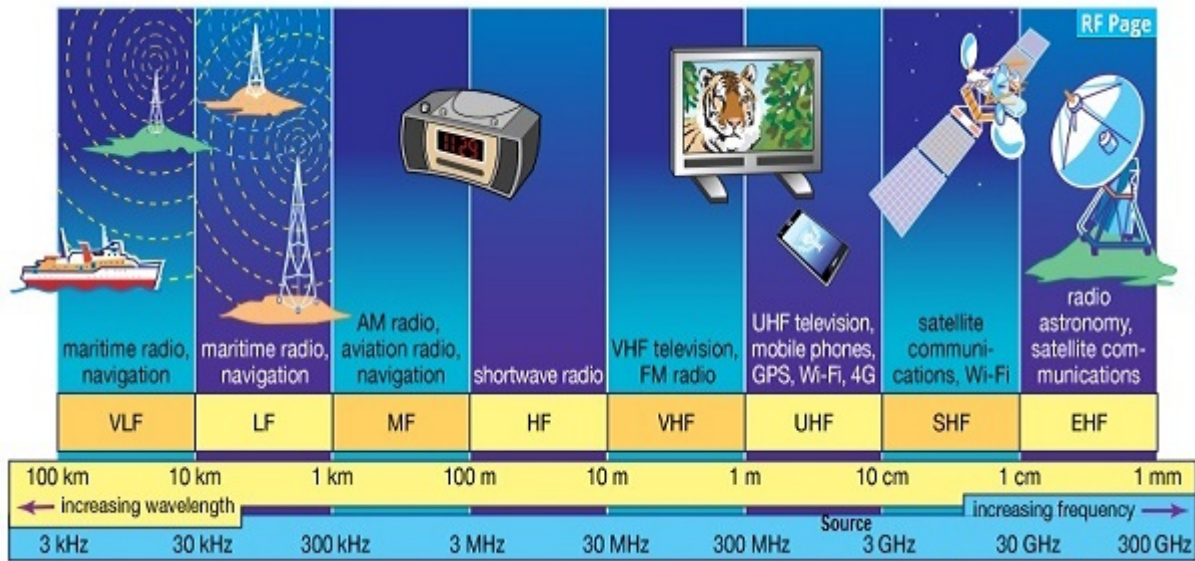 RF Page
11:29
maritime radio,
navigation
maritime radio,
navigation
AM radio,
aviation radio,
navigation
shortwave radio
VHF television,
FM radio
UHF television,
mobile phones,
GPS, Wi-Fi, 4G
satellite
communi-
cations, Wi-Fi
radio
astronomy,
satellite com-
munications
VLF LF MF HF VHF UHF SHF EHF
100 km 10 km 1 km 100 m 10 m 1 m 10 cm 1 cm 1 mm
← increasing wavelength
increasing frequency →
Source
3 kHz 30 kHz 300 kHz 3 MHz 30 MHz 300 MHz 3 GHz 30 GHz 300 GHz